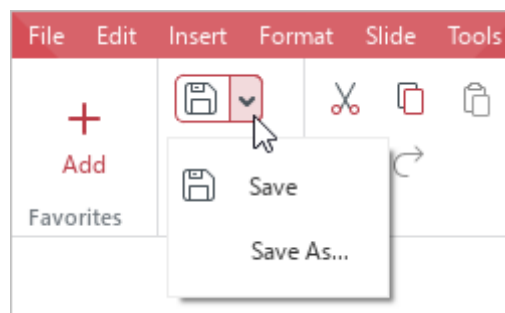 File Edit Insert Format Slide Tools
Add
Favorites
Save
Save As...